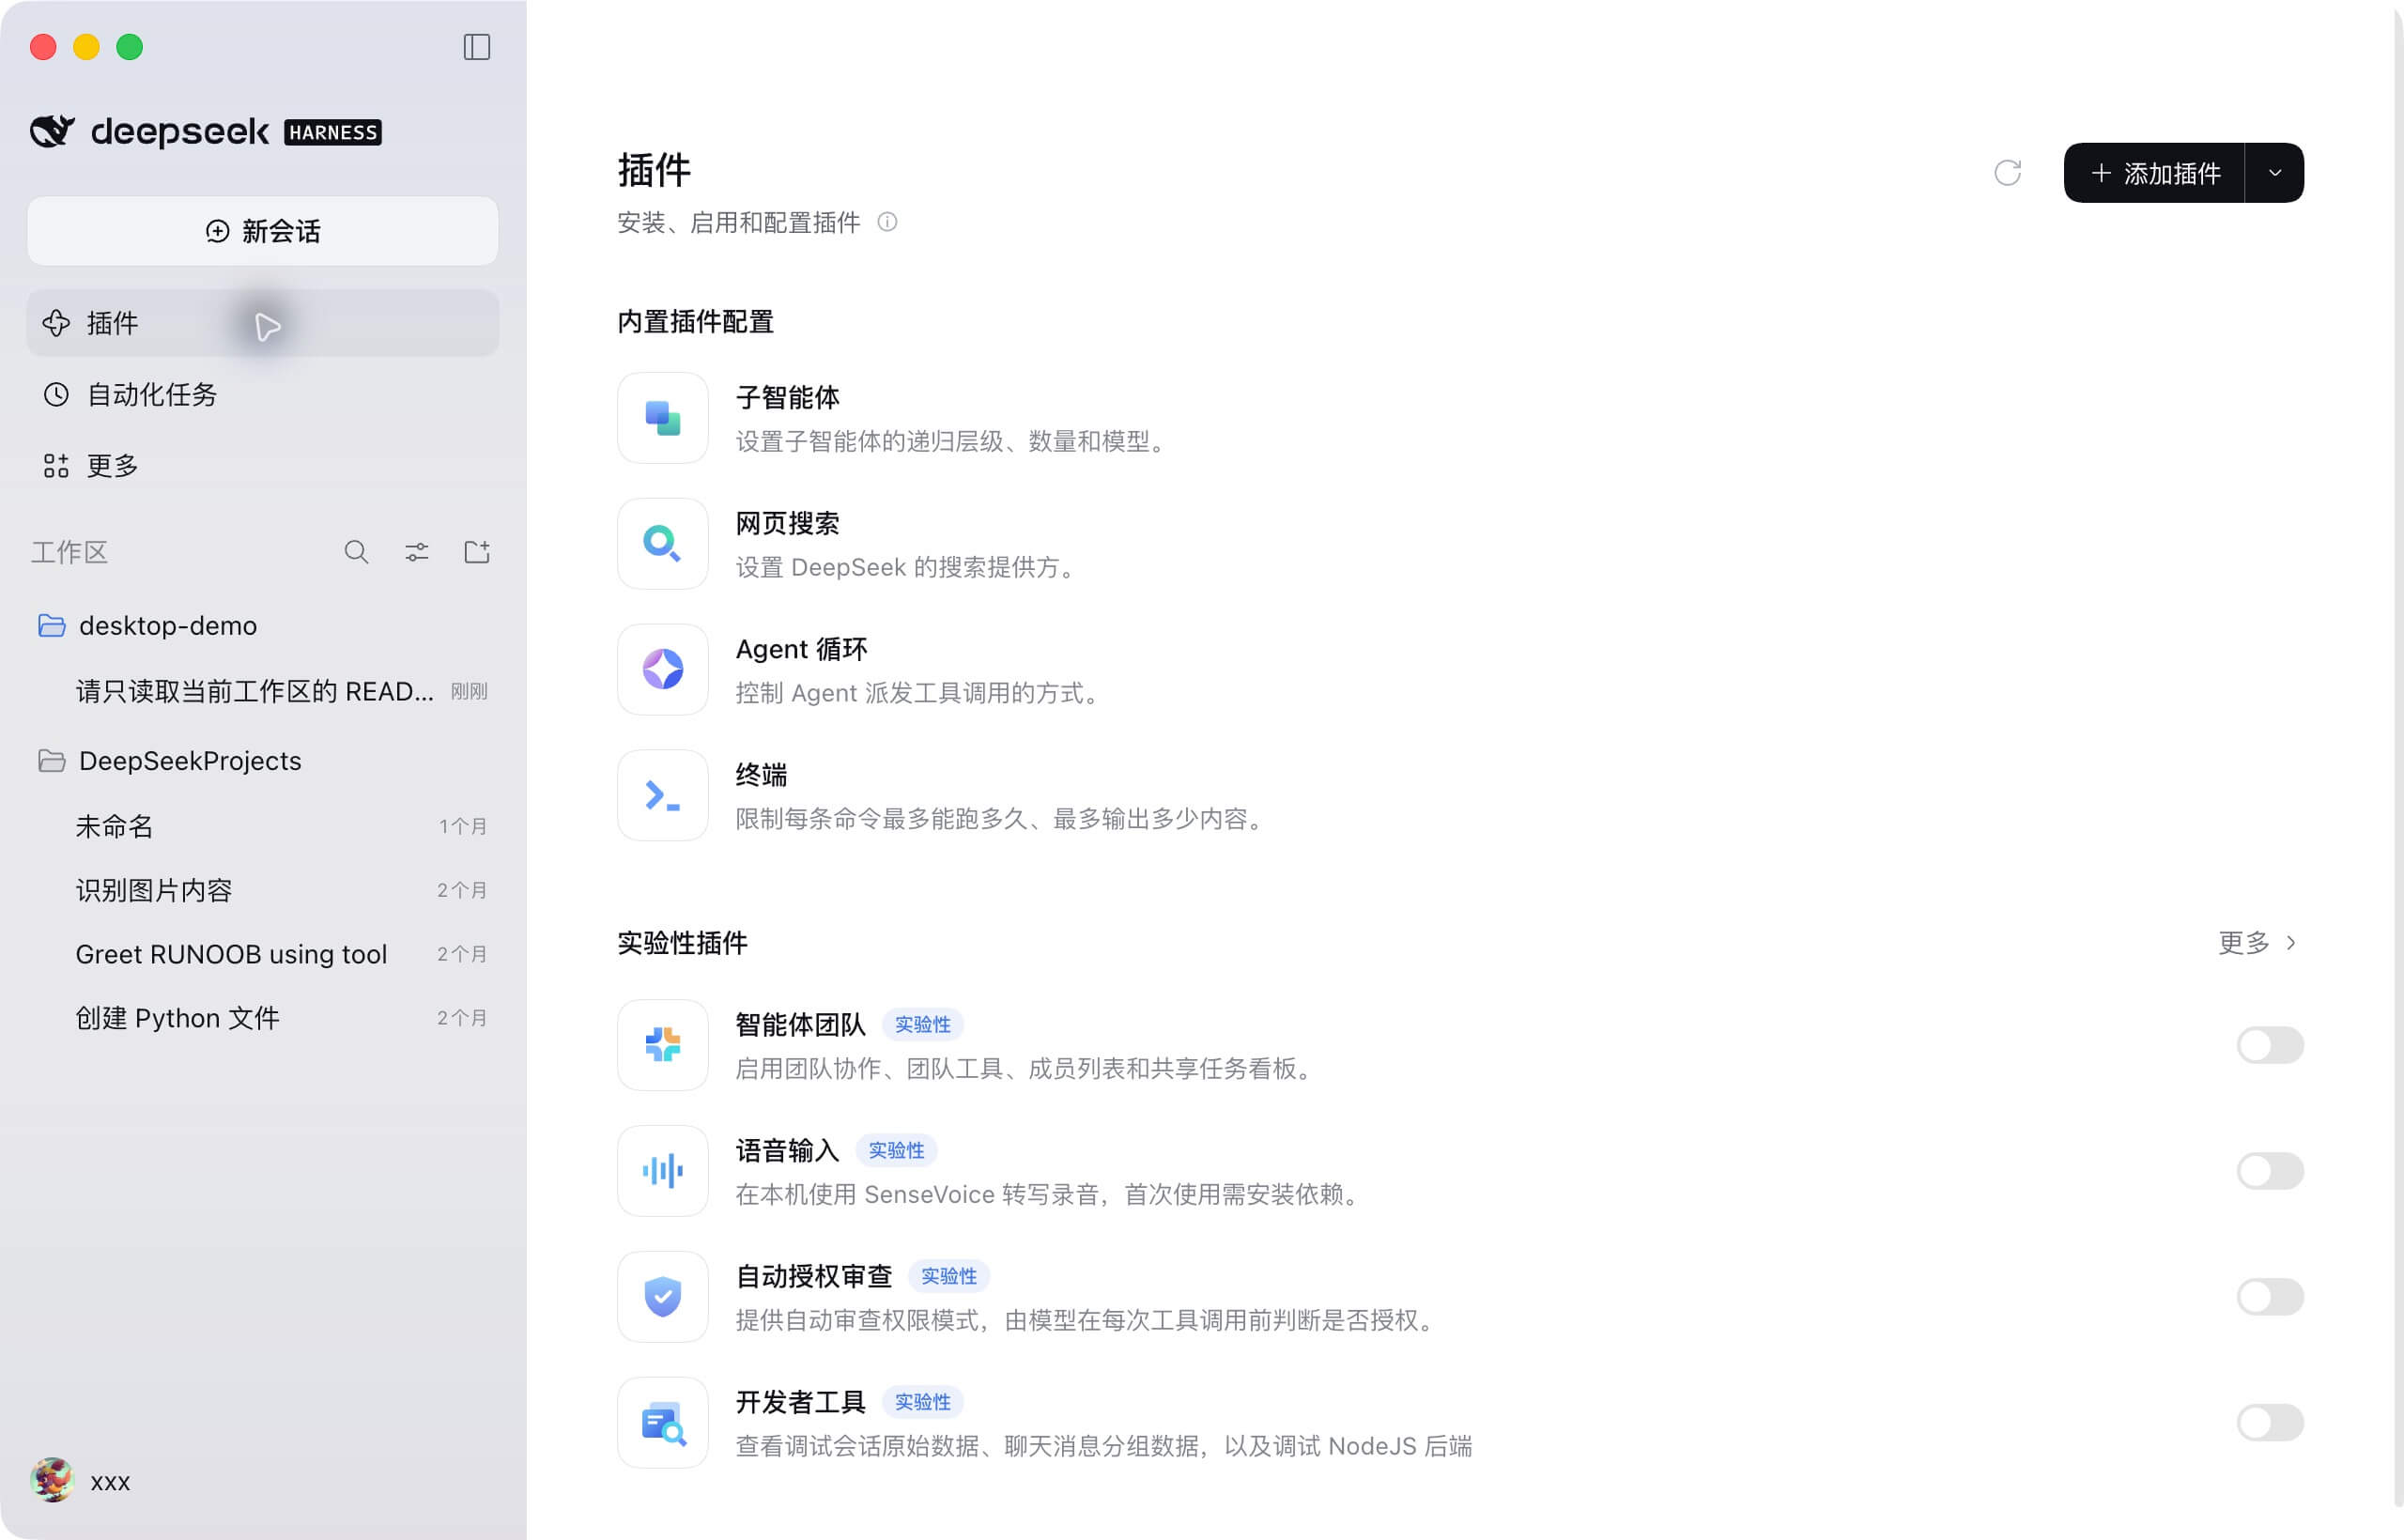 deepseek HARNESS
新会话
插件
自动化任务
更多
工作区
desktop-demo
请只读取当前工作区的 READ... 刚刚
DeepSeekProjects
未命名 1个月
识别图片内容 2个月
Greet RUNOOB using tool 2个月
创建 Python 文件 2个月
xxx
插件
安装、启用和配置插件
添加插件
内置插件配置
子智能体
设置子智能体的递归层级、数量和模型。
网页搜索
设置 DeepSeek 的搜索提供方。
Agent 循环
控制 Agent 派发工具调用的方式。
终端
限制每条命令最多能跑多久、最多输出多少内容。
实验性插件 更多
智能体团队 实验性
启用团队协作、团队工具、成员列表和共享任务看板。
语音输入 实验性
在本机使用 SenseVoice 转写录音，首次使用需安装依赖。
自动授权审查 实验性
提供自动审查权限模式，由模型在每次工具调用前判断是否授权。
开发者工具 实验性
查看调试会话原始数据、聊天消息分组数据，以及调试 NodeJS 后端